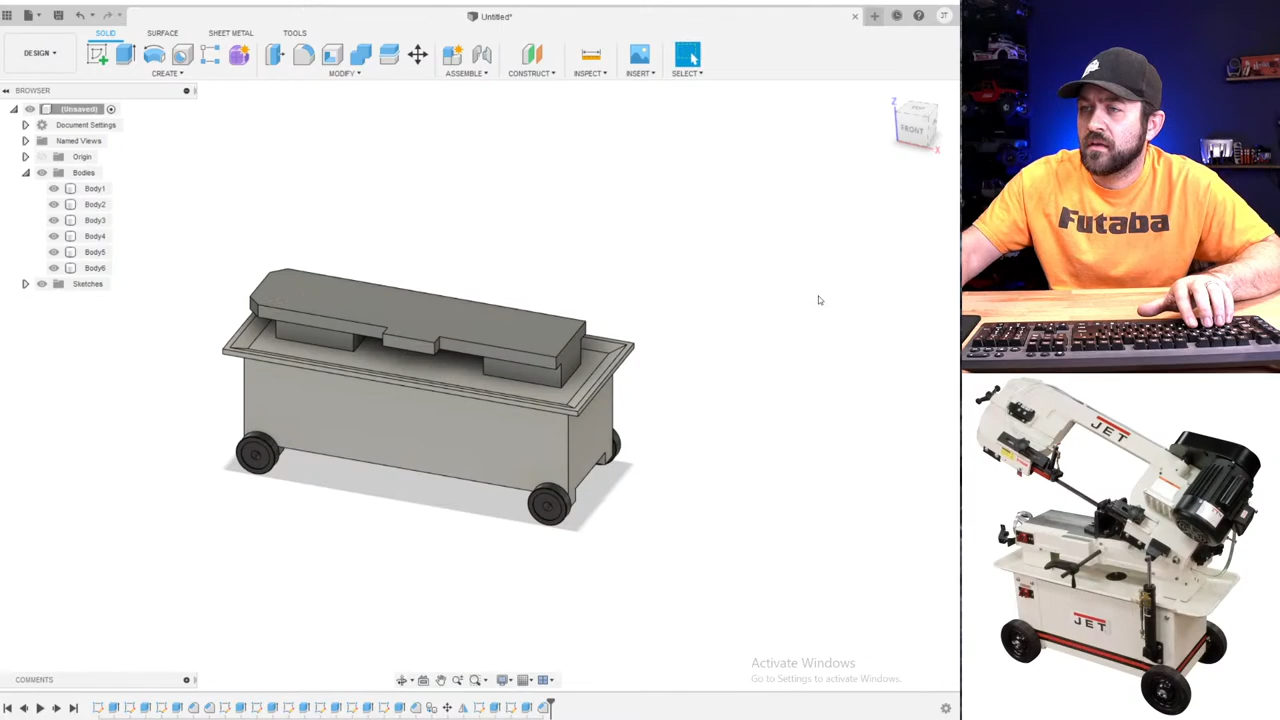 Untitled*
JT
DESIGN
SOLID
SURFACE
SHEET METAL
TOOLS
CREATE
MODIFY
ASSEMBLE
CONSTRUCT
INSPECT
INSERT
SELECT
BROWSER
(Unsaved)
Document Settings
Named Views
Origin
Bodies
Body1
Body2
Body3
Body4
Body5
Body6
Sketches
Z
TOP
FRONT
X
Futaba
JET
JET
Activate Windows
Go to Settings to activate Windows.
COMMENTS